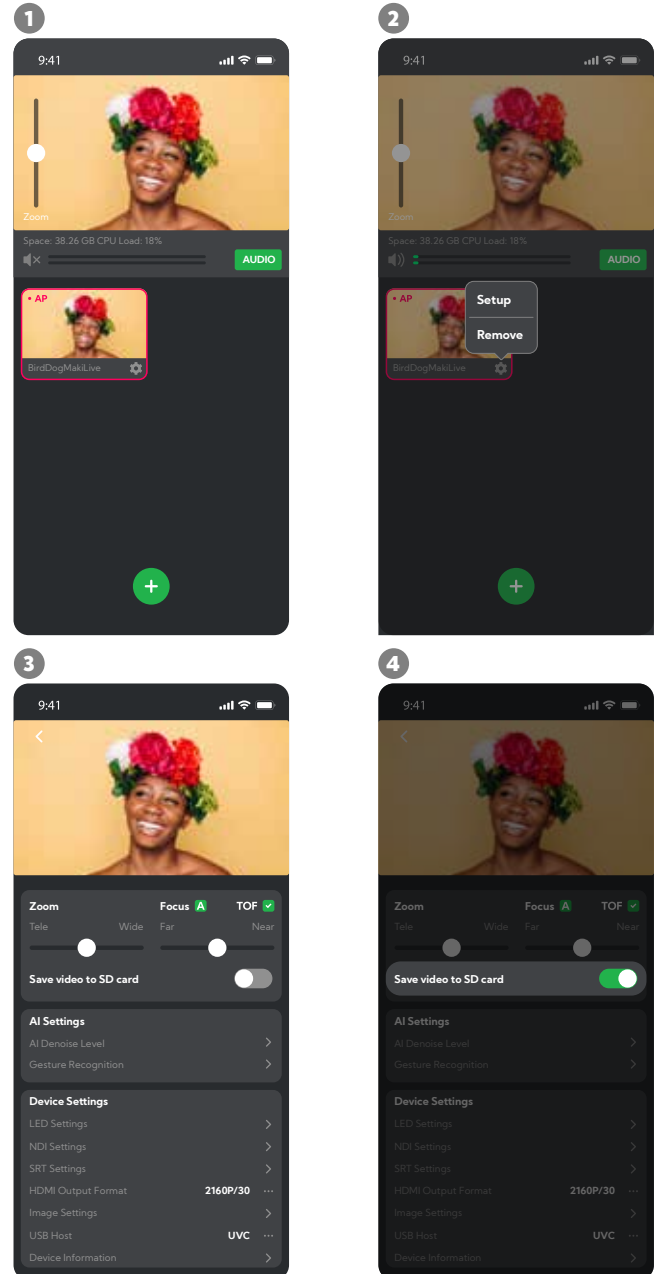 1
9:41
Zoom
Space: 38.26 GB CPU Load: 18%
AUDIO
• AP
BirdDogMakiLive
+
2
9:41
Zoom
Space: 38.26 GB CPU Load: 18%
AUDIO
• AP
Setup
Remove
BirdDogMakiLive
+
3
9:41
Zoom Focus A TOF
Tele Wide Far Near
Save video to SD card
AI Settings
AI Denoise Level
Gesture Recognition
Device Settings
LED Settings
NDI Settings
SRT Settings
HDMI Output Format 2160P/30 ...
Image Settings
USB Host UVC ...
Device Information
4
9:41
Zoom Focus A TOF
Tele Wide Far Near
Save video to SD card
AI Settings
AI Denoise Level
Gesture Recognition
Device Settings
LED Settings
NDI Settings
SRT Settings
HDMI Output Format 2160P/30 ...
Image Settings
USB Host UVC ...
Device Information